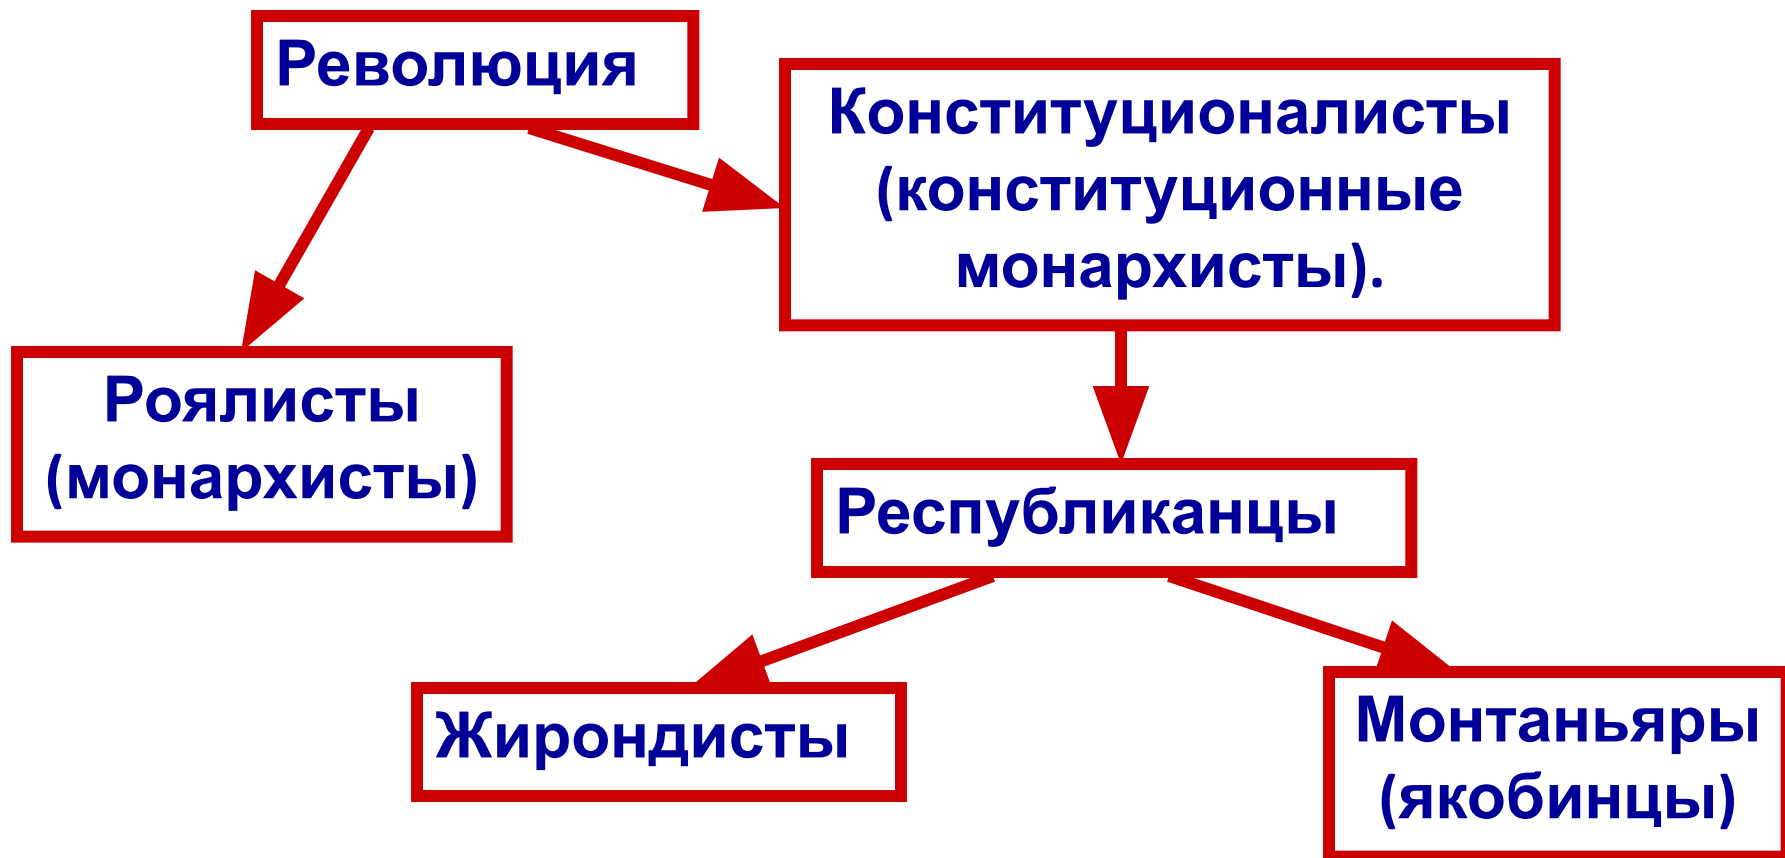 Революция
Конституционалисты
(конституционные
монархисты).
Роялисты
(монархисты)
Республиканцы
Жирондисты
Монтаньяры
(якобинцы)